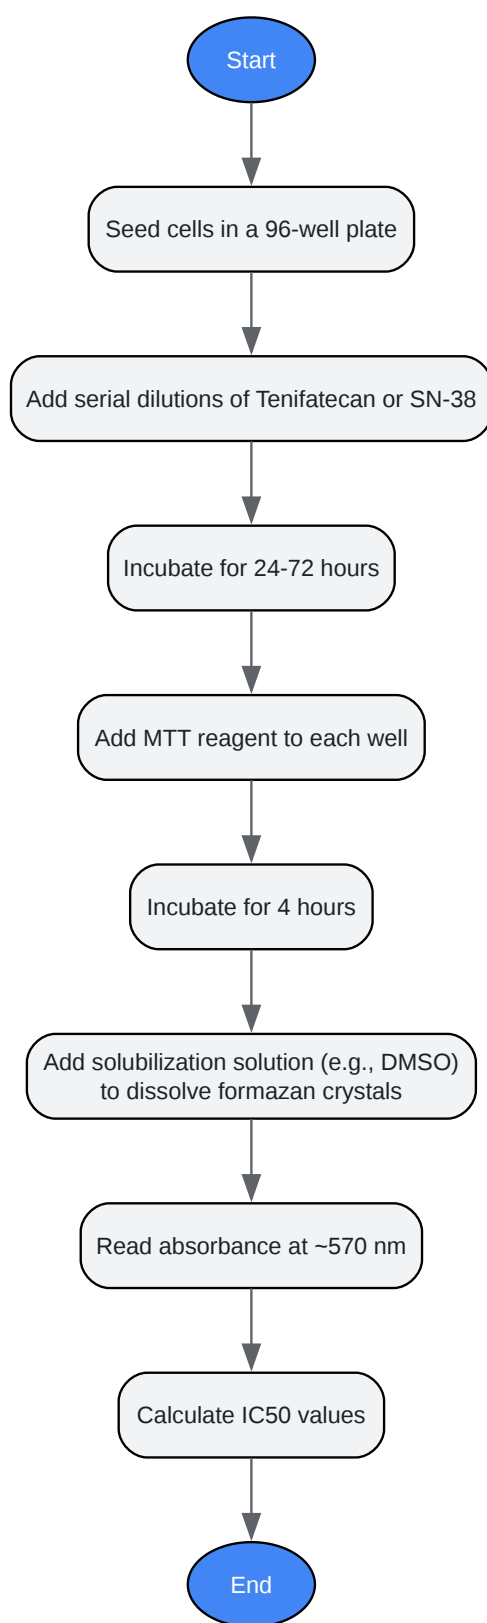 Start
Seed cells in a 96-well plate
Add serial dilutions of Tenifatecan or SN-38
Incubate for 24-72 hours
Add MTT reagent to each well
Incubate for 4 hours
Add solubilization solution (e.g., DMSO)
to dissolve formazan crystals
Read absorbance at ~570 nm
Calculate IC50 values
End